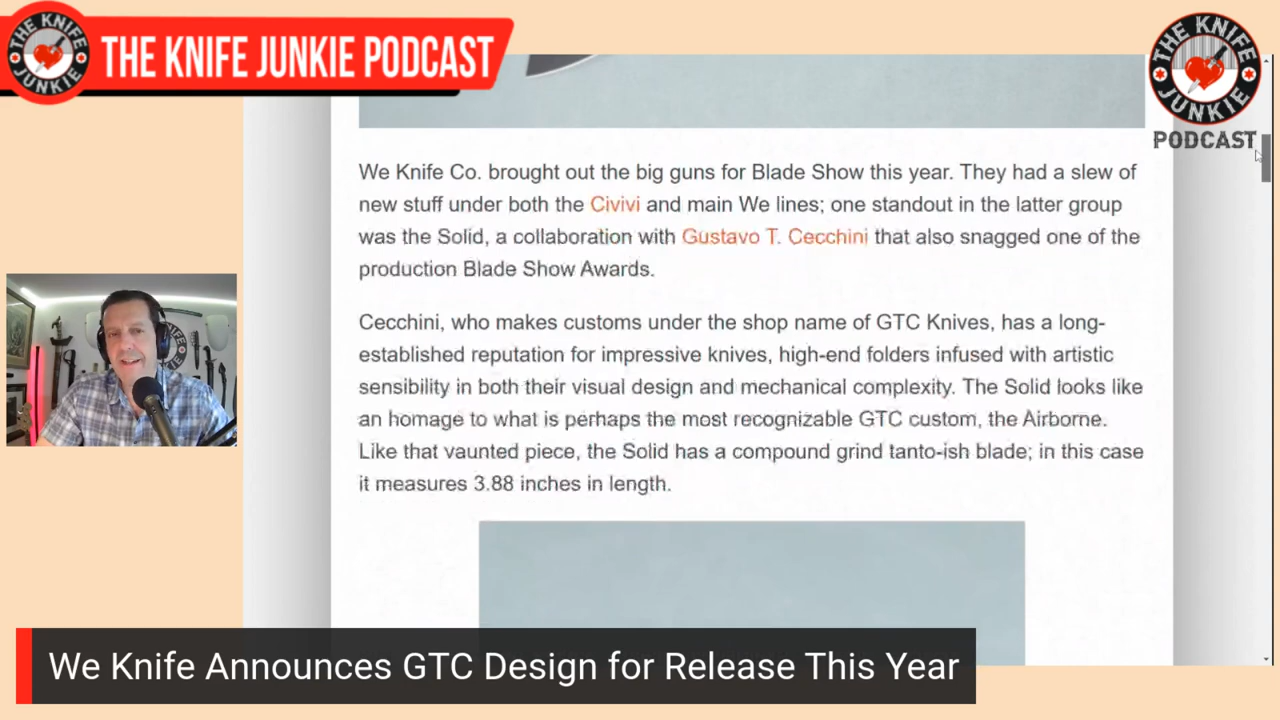 THE KNIFE
JUNKIE
THE KNIFE JUNKIE PODCAST
THE KNIFE
JUNKIE
PODCAST
We Knife Co. brought out the big guns for Blade Show this year. They had a slew of
new stuff under both the Civivi and main We lines; one standout in the latter group
was the Solid, a collaboration with Gustavo T. Cecchini that also snagged one of the
production Blade Show Awards.
Cecchini, who makes customs under the shop name of GTC Knives, has a long-
established reputation for impressive knives, high-end folders infused with artistic
sensibility in both their visual design and mechanical complexity. The Solid looks like
an homage to what is perhaps the most recognizable GTC custom, the Airborne.
Like that vaunted piece, the Solid has a compound grind tanto-ish blade; in this case
it measures 3.88 inches in length.
We Knife Announces GTC Design for Release This Year